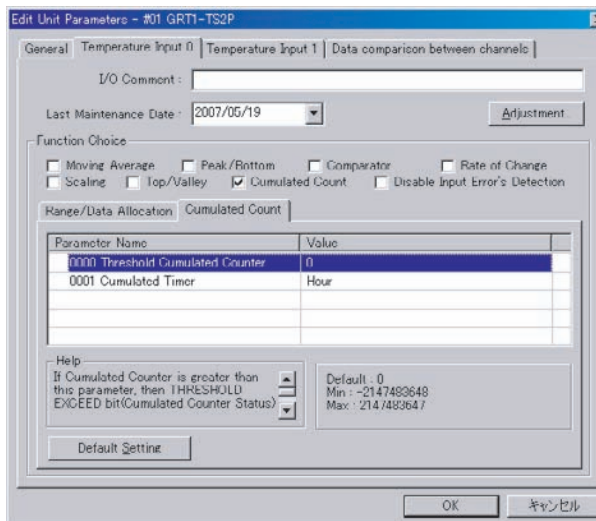 Edit Unit Parameters - #01 GRT1-TS2P
General Temperature Input 0 Temperature Input 1 Data comparison between channels
I/O Comment :
Last Maintenance Date : 2007/05/19 Adjustment
Function Choice
Moving Average Peak/Bottom Comparator Rate of Change
Scaling Top/Valley Cumulated Count Disable Input Error's Detection
Range/Data Allocation Cumulated Count
Parameter Name Value
0000 Threshold Cumulated Counter 0
0001 Cumulated Timer Hour
Help
If Cumulated Counter is greater than
this parameter, then THRESHOLD
EXCEED bit(Cumulated Counter Status)
Default : 0
Min : -2147483648
Max : 2147483647
Default Setting
OK キャンセル